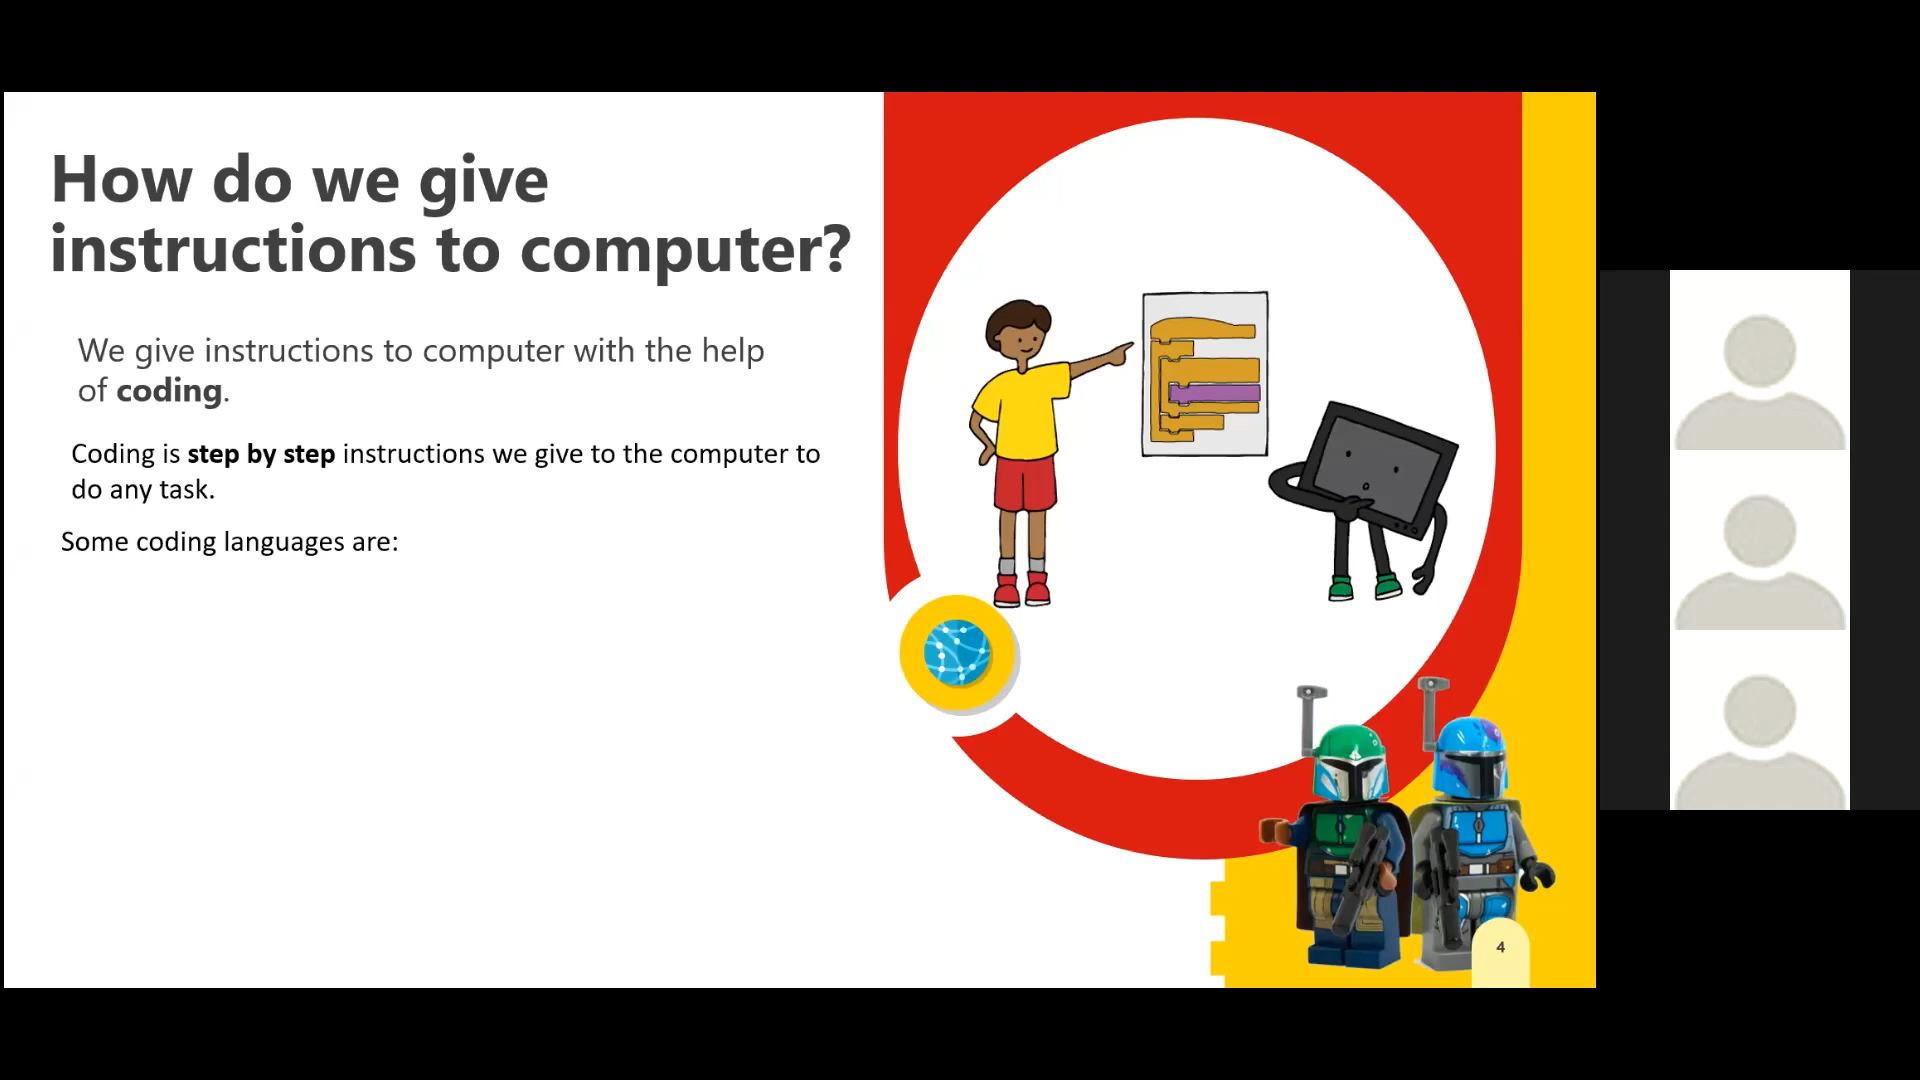 How do we give
instructions to computer?
We give instructions to computer with the help
of coding.
Coding is step by step instructions we give to the computer to
do any task.
Some coding languages are:
4